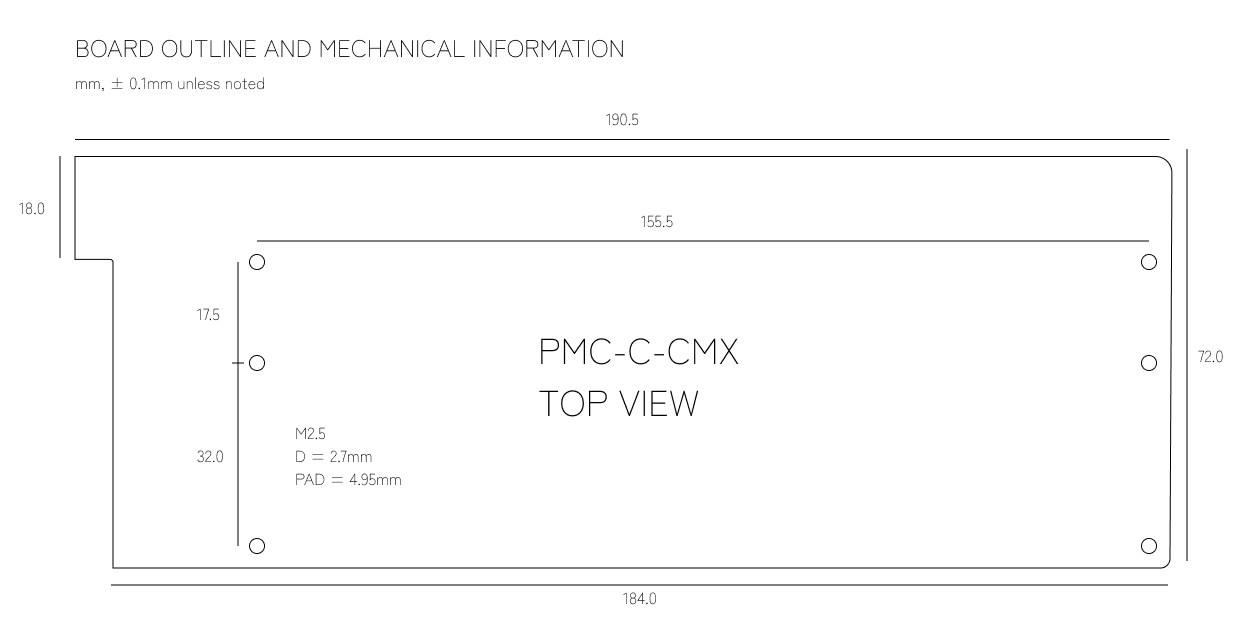 BOARD OUTLINE AND MECHANICAL INFORMATION
mm, ± 0.1mm unless noted
190.5
18.0
155.5
17.5
PMC-C-CMX
TOP VIEW
72.0
M2.5
D = 2.7mm
PAD = 4.95mm
32.0
184.0